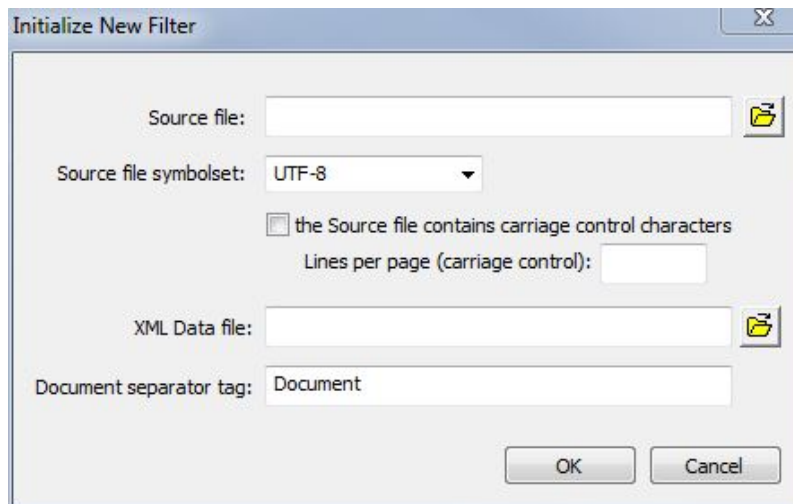 Initialize New Filter
Source file:
Source file symbolset: UTF-8
the Source file contains carriage control characters
Lines per page (carriage control):
XML Data file:
Document separator tag: Document
OK Cancel